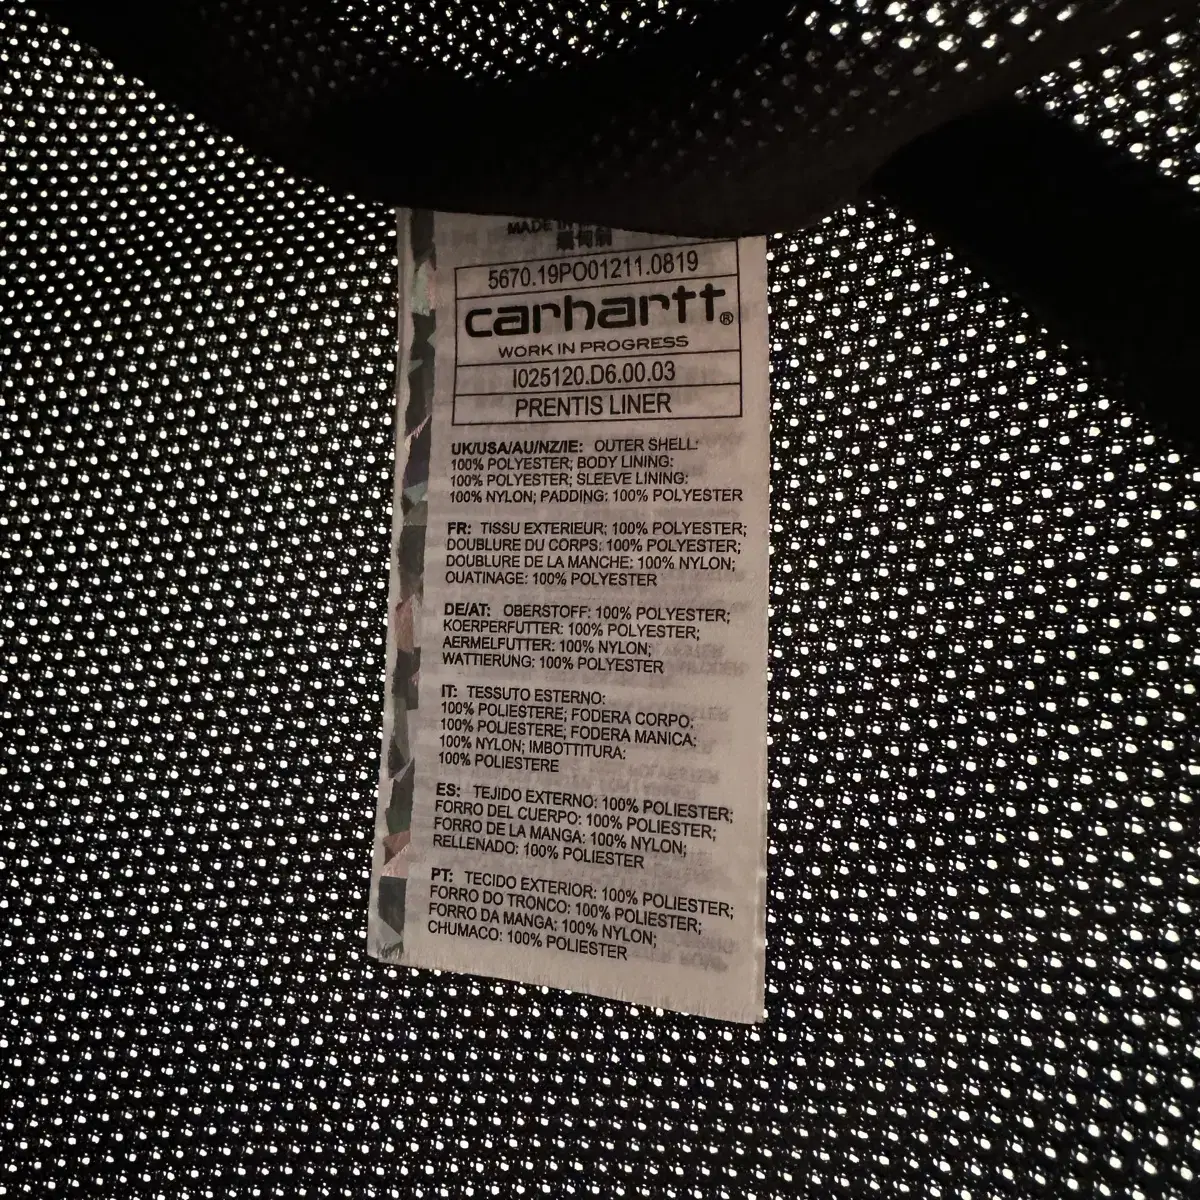 MADE IN
5670.19PO01211.0819
carhartt®
WORK IN PROGRESS
I025120.D6.00.03
PRENTIS LINER
UK/USA/AU/NZ/IE: OUTER SHELL:
100% POLYESTER; BODY LINING:
100% POLYESTER; SLEEVE LINING:
100% NYLON; PADDING: 100% POLYESTER
FR: TISSU EXTERIEUR; 100% POLYESTER;
DOUBLURE DU CORPS: 100% POLYESTER;
DOUBLURE DE LA MANCHE: 100% NYLON;
OUATINAGE: 100% POLYESTER
DE/AT: OBERSTOFF: 100% POLYESTER;
KOERPERFUTTER: 100% POLYESTER;
AERMELFUTTER: 100% NYLON;
WATTIERUNG: 100% POLYESTER
IT: TESSUTO ESTERNO:
100% POLIESTERE; FODERA CORPO:
100% POLIESTERE; FODERA MANICA;
100% NYLON; IMBOTTITURA:
100% POLIESTERE
ES: TEJIDO EXTERNO: 100% POLIESTER;
FORRO DEL CUERPO: 100% POLIESTER;
FORRO DE LA MANGA: 100% NYLON;
RELLENADO: 100% POLIESTER
PT: TECIDO EXTERIOR: 100% POLIESTER;
FORRO DO TRONCO: 100% POLIESTER;
FORRO DA MANGA: 100% NYLON;
CHUMACO: 100% POLIESTER